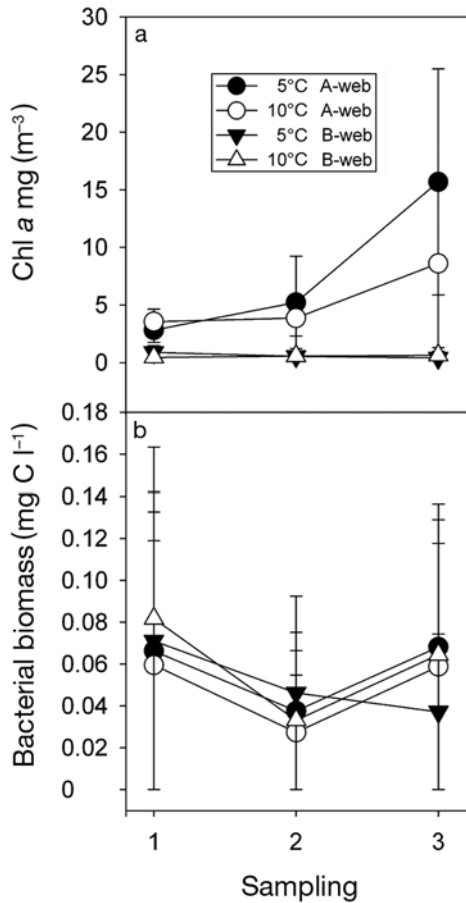 30
a
25
20
15
10
5
0
5°C A-web
10°C A-web
5°C B-web
10°C B-web
Chl a mg (m⁻³)
0.18
b
0.16
0.14
0.12
0.10
0.08
0.06
0.04
0.02
0
Bacterial biomass (mg C l⁻¹)
1 2 3
Sampling